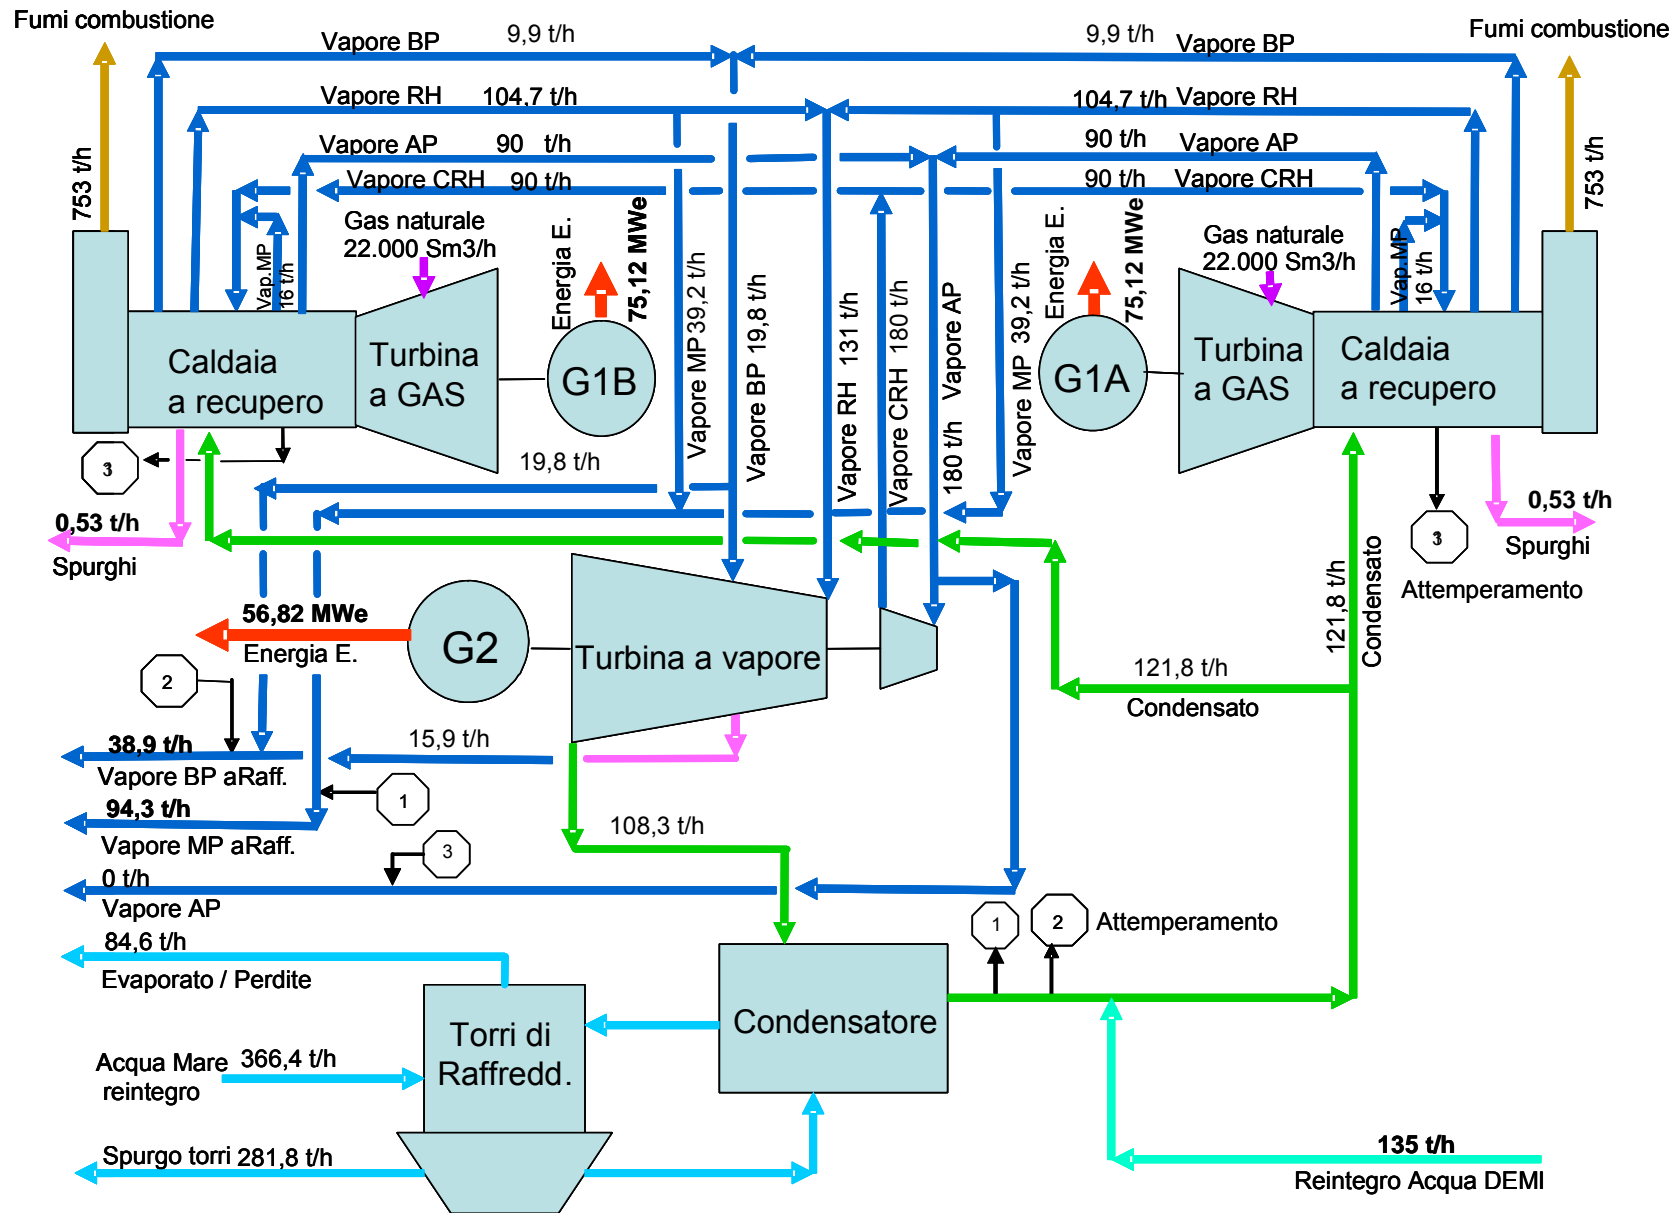 Fumi combustione
Fumi combustione
Vapore BP
9,9 t/h
9,9 t/h
Vapore BP
Vapore RH
104,7 t/h
104,7 t/h
Vapore RH
Vapore AP
90 t/h
90 t/h
Vapore AP
Vapore CRH
90 t/h
90 t/h
Vapore CRH
753 t/h
753 t/h
Gas naturale
22.000 Sm3/h
Gas naturale
22.000 Sm3/h
Vap.MP
16 t/h
Vap.MP
16 t/h
Energia E.
75,12 MWe
Energia E.
75,12 MWe
Caldaia
a recupero
Turbina
a GAS
G1B
Vapore MP 39,2 t/h
Vapore BP 19,8 t/h
Vapore RH 131 t/h
Vapore CRH 180 t/h
180 t/h Vapore AP
Vapore MP 39,2 t/h
G1A
Turbina
a GAS
Caldaia
a recupero
3
19,8 t/h
0,53 t/h
Spurghi
3
Attemperamento
0,53 t/h
Spurghi
121,8 t/h
Condensato
56,82 MWe
Energia E.
G2
Turbina a vapore
2
121,8 t/h
Condensato
38,9 t/h
Vapore BP aRaff.
15,9 t/h
1
94,3 t/h
Vapore MP aRaff.
108,3 t/h
3
0 t/h
Vapore AP
84,6 t/h
Evaporato / Perdite
1
2
Attemperamento
Torri di
Raffredd.
Condensatore
Acqua Mare
reintegro
366,4 t/h
Spurgo torri
281,8 t/h
135 t/h
Reintegro Acqua DEMI